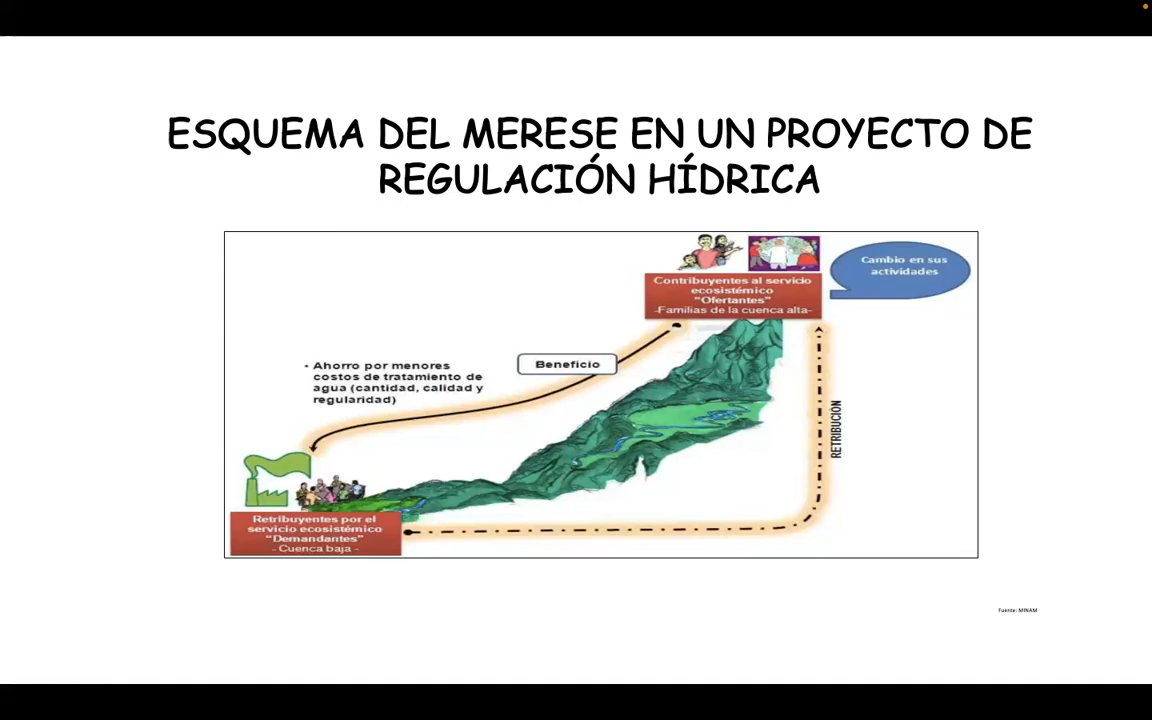 ESQUEMA DEL MERESE EN UN PROYECTO DE
REGULACIÓN HÍDRICA
Contribuyentes al servicio
ecosistémico
"Ofertantes"
-Familias de la cuenca alta-
Cambio en sus
actividades
Beneficio
• Ahorro por menores
costos de tratamiento de
agua (cantidad, calidad y
regularidad)
RETRIBUCION
Retribuyentes por el
servicio ecosistémico
"Demandantes"
- Cuenca baja -
Fuente: MINAM